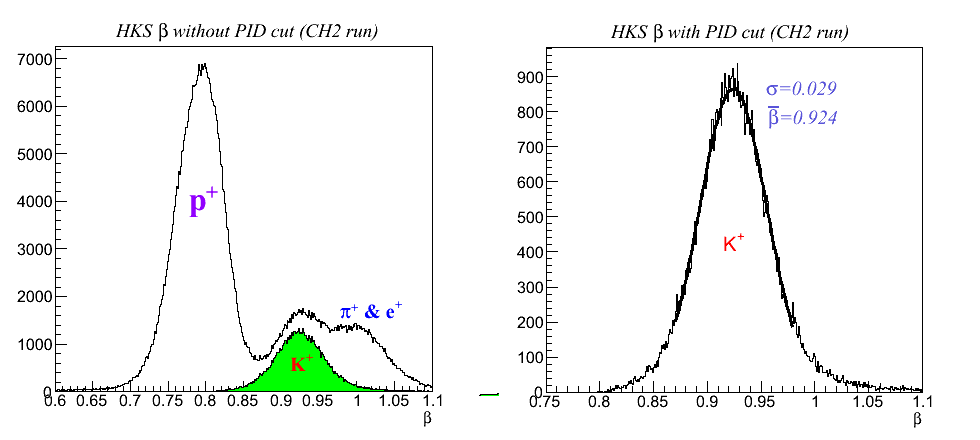 HKS β without PID cut (CH2 run)
7000
6000
5000
4000
3000
2000
1000
0
p+
π+ & e+
K+
0.6 0.65 0.7 0.75 0.8 0.85 0.9 0.95 1 1.05 1.1
β
HKS β with PID cut (CH2 run)
900
800
700
600
500
400
300
200
100
0
σ=0.029
β̅=0.924
K+
0.75 0.8 0.85 0.9 0.95 1 1.05 1.1
β